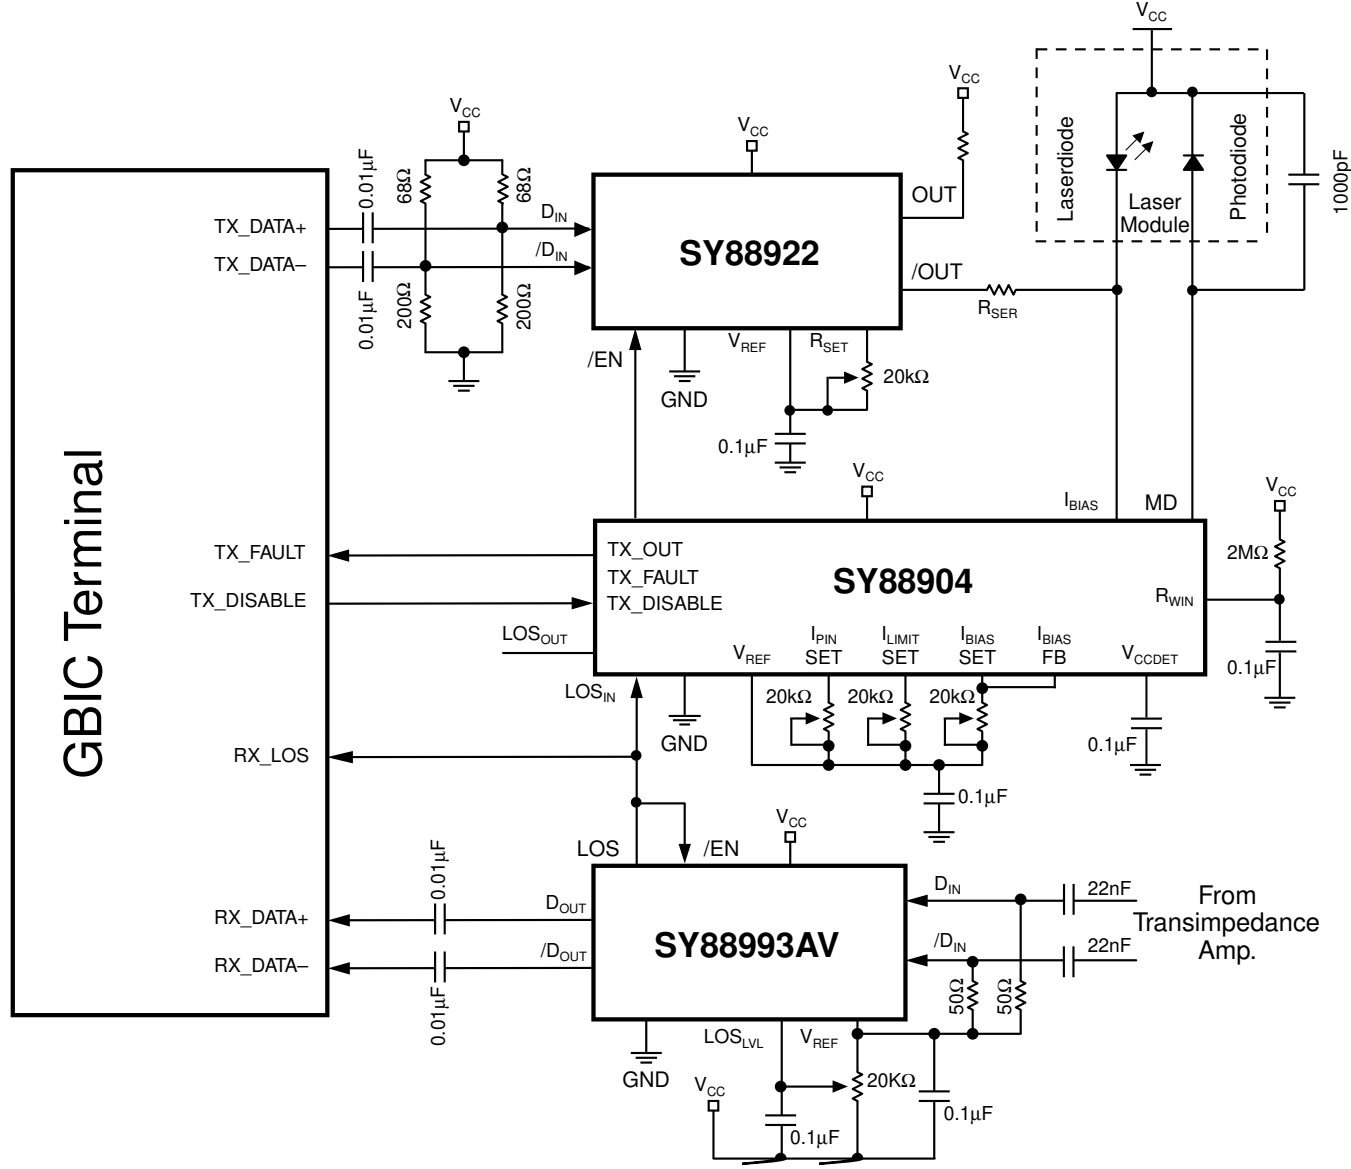 VCC
VCC
VCC
VCC
Laserdiode
Photodiode
Laser
Module
1000pF
0.01µF
68Ω
68Ω
TX_DATA+
DIN
OUT
SY88922
TX_DATA–
/DIN
/OUT
0.01µF
200Ω
200Ω
RSER
/EN
VREF
RSET
20kΩ
GND
0.1µF
VCC
IBIAS
MD
VCC
GBIC Terminal
TX_FAULT
TX_OUT
TX_FAULT
SY88904
2MΩ
TX_DISABLE
TX_DISABLE
RWIN
LOSOUT
VREF
IPIN
SET
ILIMIT
SET
IBIAS
SET
IBIAS
FB
VCCDET
0.1µF
LOSIN
20kΩ
20kΩ
20kΩ
GND
0.1µF
RX_LOS
0.1µF
VCC
LOS
/EN
0.01µF
DOUT
DIN
22nF
From
Transimpedance
Amp.
RX_DATA+
SY88993AV
/DOUT
/DIN
22nF
RX_DATA–
0.01µF
50Ω
50Ω
LOSLVL
VREF
GND
VCC
20KΩ
0.1µF
0.1µF